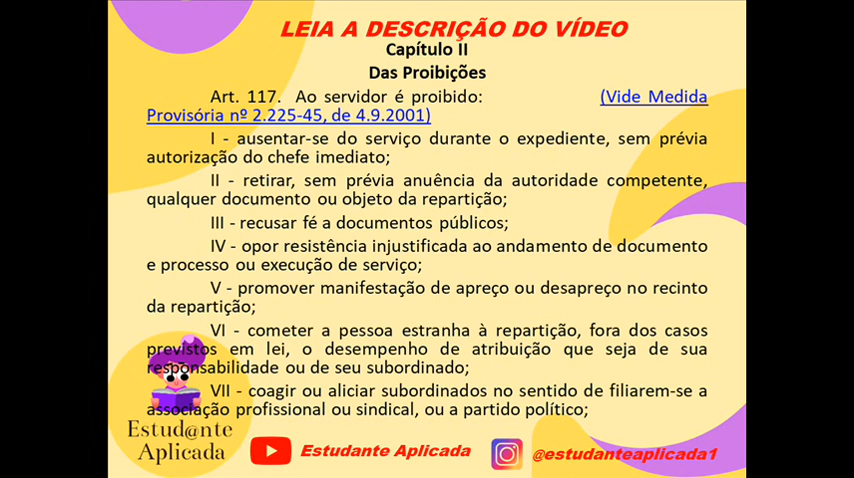 LEIA A DESCRIÇÃO DO VÍDEO
Capítulo II
Das Proibições
Art. 117. Ao servidor é proibido: (Vide Medida
Provisória nº 2.225-45, de 4.9.2001)
I - ausentar-se do serviço durante o expediente, sem prévia
autorização do chefe imediato;
II - retirar, sem prévia anuência da autoridade competente,
qualquer documento ou objeto da repartição;
III - recusar fé a documentos públicos;
IV - opor resistência injustificada ao andamento de documento
e processo ou execução de serviço;
V - promover manifestação de apreço ou desapreço no recinto
da repartição;
VI - cometer a pessoa estranha à repartição, fora dos casos
previstos em lei, o desempenho de atribuição que seja de sua
responsabilidade ou de seu subordinado;
VII - coagir ou aliciar subordinados no sentido de filiarem-se a
associação profissional ou sindical, ou a partido político;
Estud@nte
Aplicada
Estudante Aplicada
@estudanteaplicada1